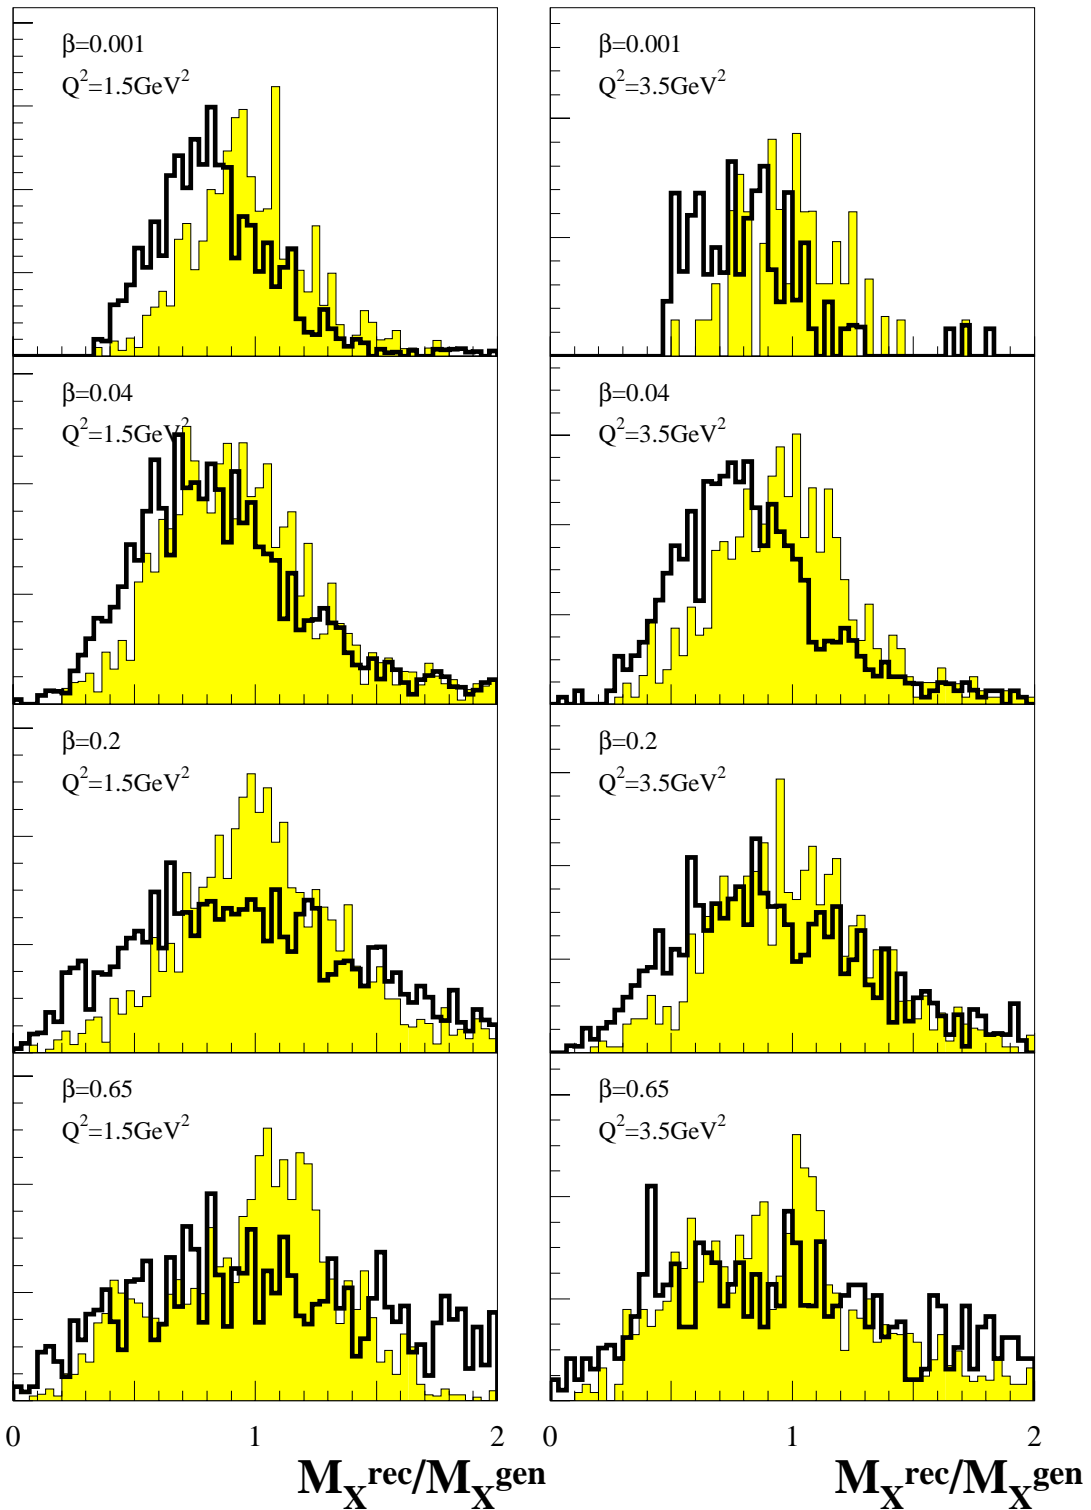 β=0.001
Q²=1.5GeV²
β=0.001
Q²=3.5GeV²
β=0.04
Q²=1.5GeV²
β=0.04
Q²=3.5GeV²
β=0.2
Q²=1.5GeV²
β=0.2
Q²=3.5GeV²
β=0.65
Q²=1.5GeV²
β=0.65
Q²=3.5GeV²
0 1 2
0 1 2
M_X^rec/M_X^gen
M_X^rec/M_X^gen